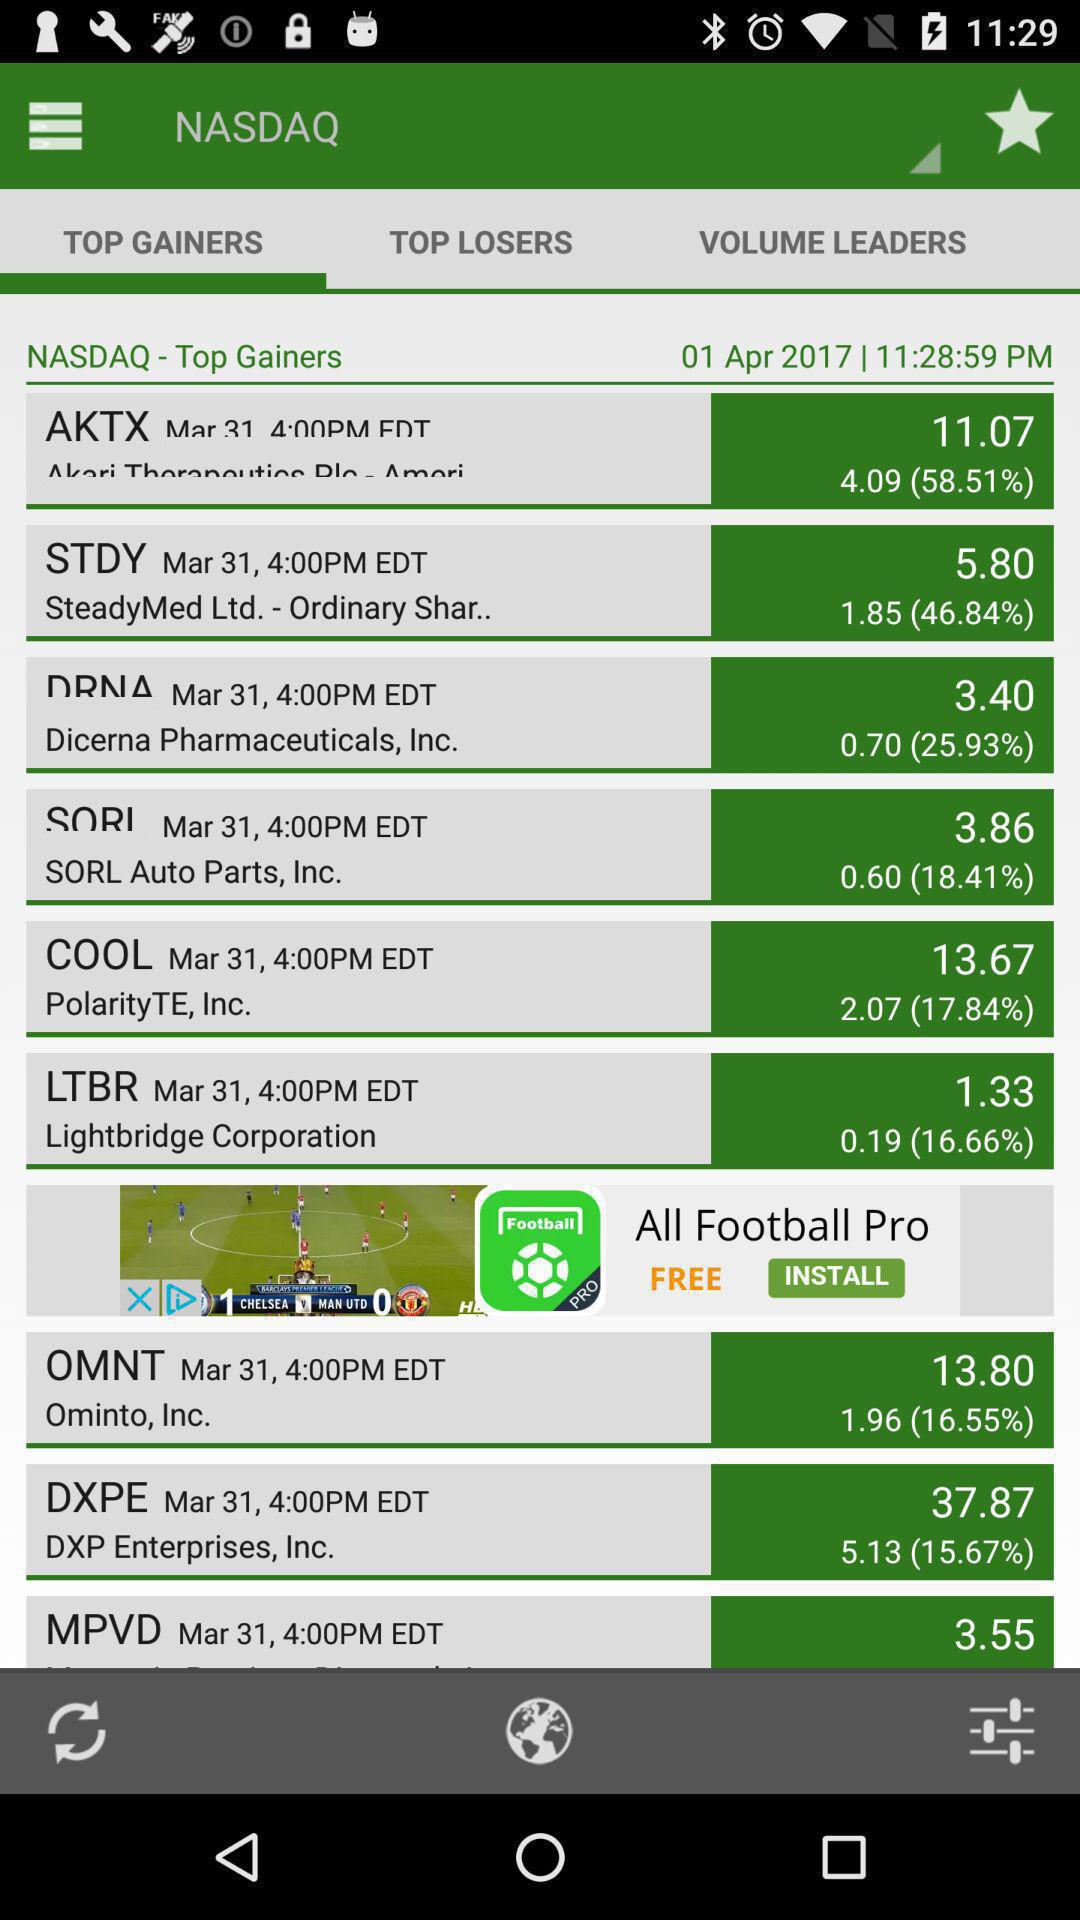 FAKE
11:29
NASDAQ
TOP GAINERS TOP LOSERS VOLUME LEADERS
NASDAQ - Top Gainers 01 Apr 2017 | 11:28:59 PM
AKTX Mar 31, 4:00PM EDT 11.07
Akari Therapeutics Plc - Ameri 4.09 (58.51%)
STDY Mar 31, 4:00PM EDT 5.80
SteadyMed Ltd. - Ordinary Shar.. 1.85 (46.84%)
DRNA Mar 31, 4:00PM EDT 3.40
Dicerna Pharmaceuticals, Inc. 0.70 (25.93%)
SORL Mar 31, 4:00PM EDT 3.86
SORL Auto Parts, Inc. 0.60 (18.41%)
COOL Mar 31, 4:00PM EDT 13.67
PolarityTE, Inc. 2.07 (17.84%)
LTBR Mar 31, 4:00PM EDT 1.33
Lightbridge Corporation 0.19 (16.66%)
Football
PRO
All Football Pro
FREE INSTALL
BARCLAYS PREMIER LEAGUE
1 CHELSEA V MAN UTD 0
OMNT Mar 31, 4:00PM EDT 13.80
Ominto, Inc. 1.96 (16.55%)
DXPE Mar 31, 4:00PM EDT 37.87
DXP Enterprises, Inc. 5.13 (15.67%)
MPVD Mar 31, 4:00PM EDT 3.55